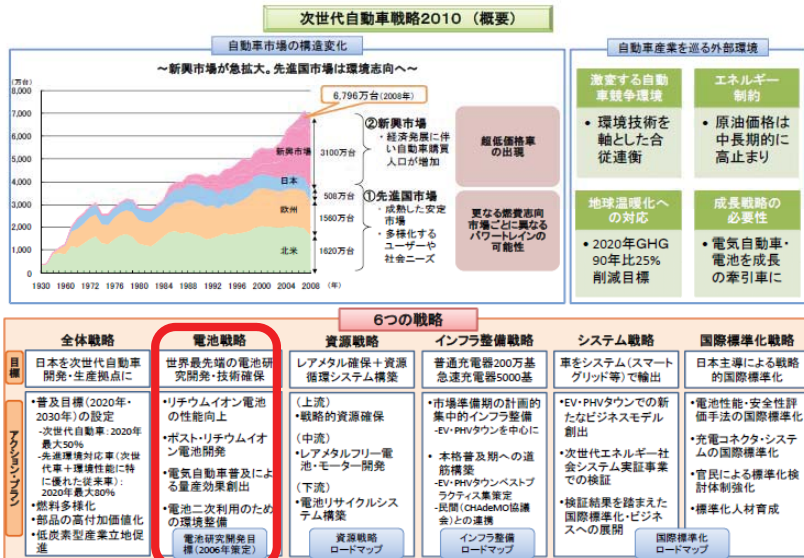 次世代自動車戦略2010 (概要)
自動車市場の構造変化
～新興市場が急拡大。先進国市場は環境志向へ～
(万台)
8,000
7,000
6,000
5,000
4,000
3,000
2,000
1,000
0
1930 1960 1964 1968 1972 1976 1980 1984 1988 1992 1996 2000 2004 2008 (年)
6,796万台(2008年)
新興市場
日本
欧州
北米
3100万台
508万台
1560万台
1620万台
②新興市場
・経済発展に伴
い自動車購買
人口が増加
①先進国市場
・成熟した安定
市場
・多様化する
ユーザーや
社会ニーズ
超低価格車
の出現
更なる燃費志向
市場ごとに異なる
パワートレインの
可能性
自動車産業を巡る外部環境
激変する自動
車競争環境
• 環境技術を
軸とした合
従連衡
エネルギー
制約
• 原油価格は
中長期的に
高止まり
地球温暖化へ
の対応
• 2020年GHG
90年比25%
削減目標
成長戦略の
必要性
• 電気自動車・
電池を成長
の牽引車に
6つの戦略
目標
アクション・プラン
全体戦略
日本を次世代自動車
開発・生産拠点に
・普及目標(2020年・
2030年)の設定
-次世代自動車:2020年
最大50%
-先進環境対応車(次世
代車+環境性能に特
に優れた従来車):
2020年最大80%
・燃料多様化
・部品の高付加価値化
・低炭素型産業立地促
進
電池戦略
世界最先端の電池研
究開発・技術確保
・リチウムイオン電池
の性能向上
・ポスト・リチウムイオ
ン電池開発
・電気自動車普及によ
る量産効果創出
・電池二次利用のため
の環境整備
電池研究開発目
標(2006年策定)
資源戦略
レアメタル確保+資源
循環システム構築
(上流)
・戦略的資源確保
(中流)
・レアメタルフリー電
池・モーター開発
(下流)
・電池リサイクルシス
テム構築
資源戦略
ロードマップ
インフラ整備戦略
普通充電器200万基
急速充電器5000基
・市場準備期の計画的
集中的インフラ整備
-EV・PHVタウンを中心に
・本格普及期への道
筋構築
-EV・PHVタウンベストプ
ラクティス集策定
-民間(CHAdeMO協議
会)との連携
インフラ整備
ロードマップ
システム戦略
車をシステム(スマート
グリッド等)で輸出
・EV・PHVタウンでの新
たなビジネスモデル
創出
・次世代エネルギー社
会システム実証事業
での検証
・検証結果を踏まえた
国際標準化・ビジネ
スへの展開
国際標準化戦略
日本主導による戦略
的国際標準化
・電池性能・安全性評
価手法の国際標準化
・充電コネクタ・システ
ムの国際標準化
・官民による標準化検
討体制強化
・標準化人材育成
国際標準化
ロードマップ